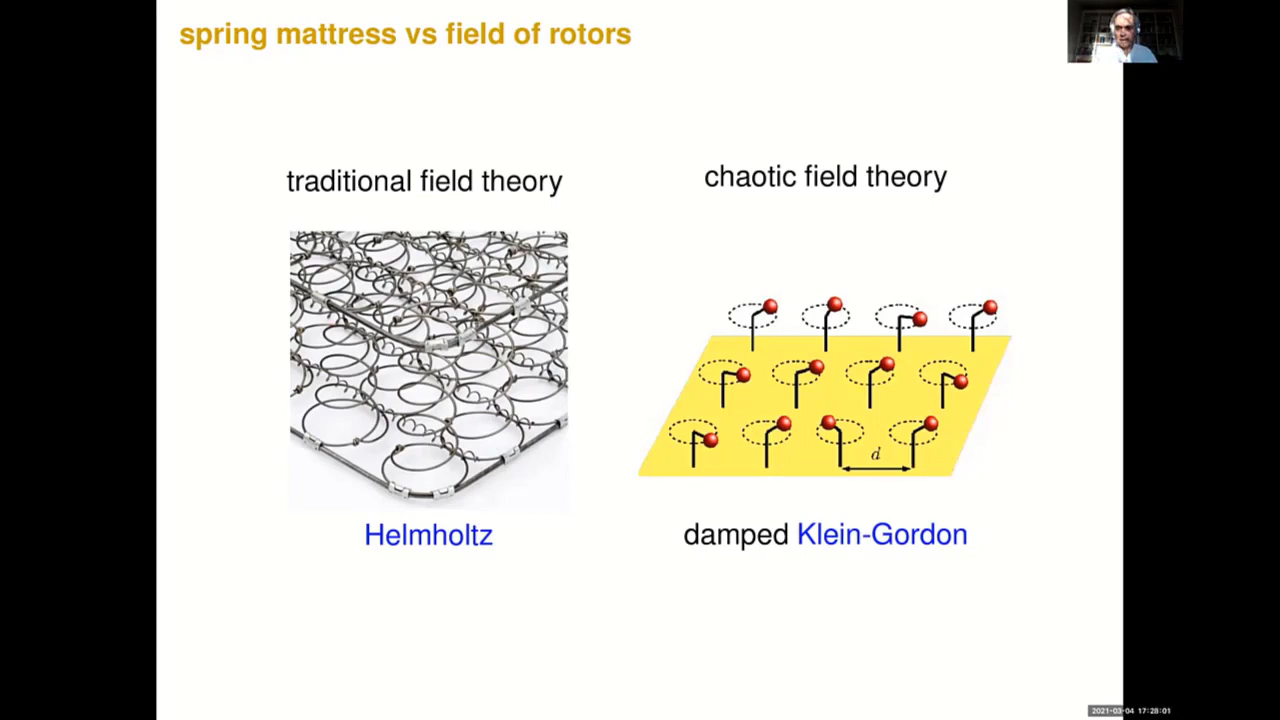 spring mattress vs field of rotors
traditional field theory
chaotic field theory
d
Helmholtz
damped Klein-Gordon
2021-03-04 17:28:01